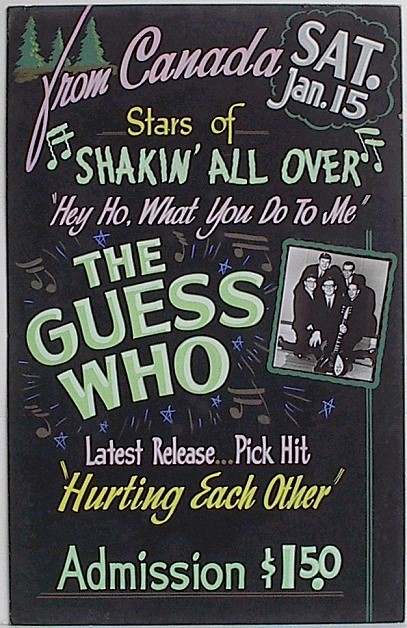 from Canada
SAT.
Jan. 15
Stars of
SHAKIN' ALL OVER
"Hey Ho, What You Do To Me"
THE
GUESS
WHO
Latest Release...Pick Hit
"Hurting Each Other"
Admission $1.50